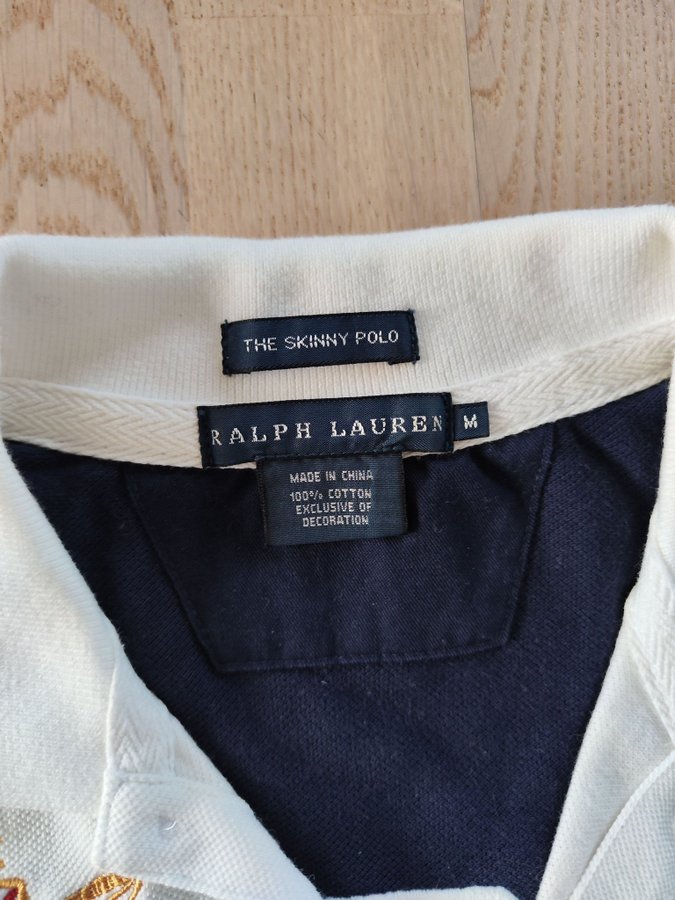 THE SKINNY POLO
RALPH LAUREN
M
MADE IN CHINA
100% COTTON
EXCLUSIVE OF
DECORATION